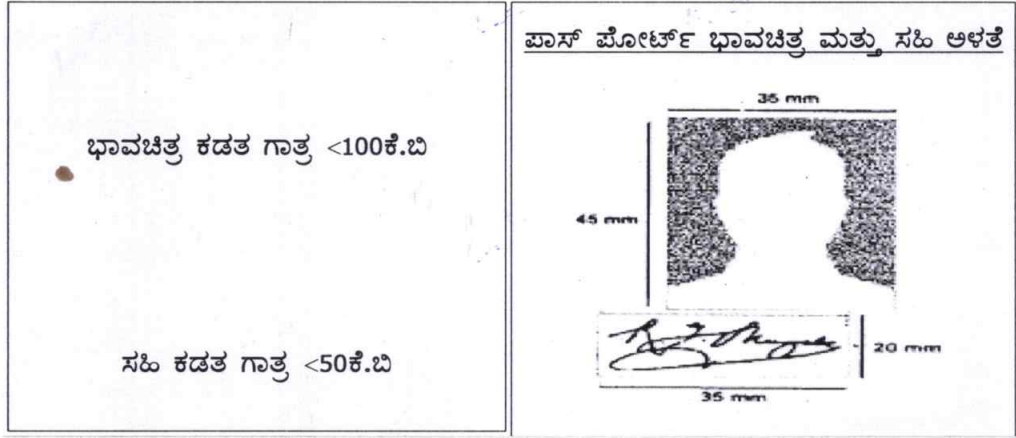 ಭಾವಚಿತ್ರ ಕಡತ ಗಾತ್ರ <100ಕೆ.ಬಿ
ಸಹಿ ಕಡತ ಗಾತ್ರ <50ಕೆ.ಬಿ
ಪಾಸ್ ಪೋರ್ಟ್ ಭಾವಚಿತ್ರ ಮತ್ತು ಸಹಿ ಅಳತೆ
35 mm
45 mm
20 mm
35 mm